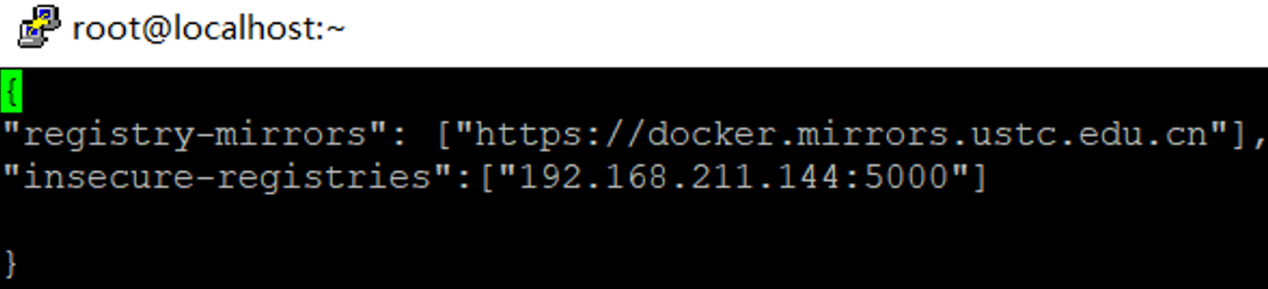 root@localhost:~
{
"registry-mirrors": ["https://docker.mirrors.ustc.edu.cn"],
"insecure-registries":["192.168.211.144:5000"]
}